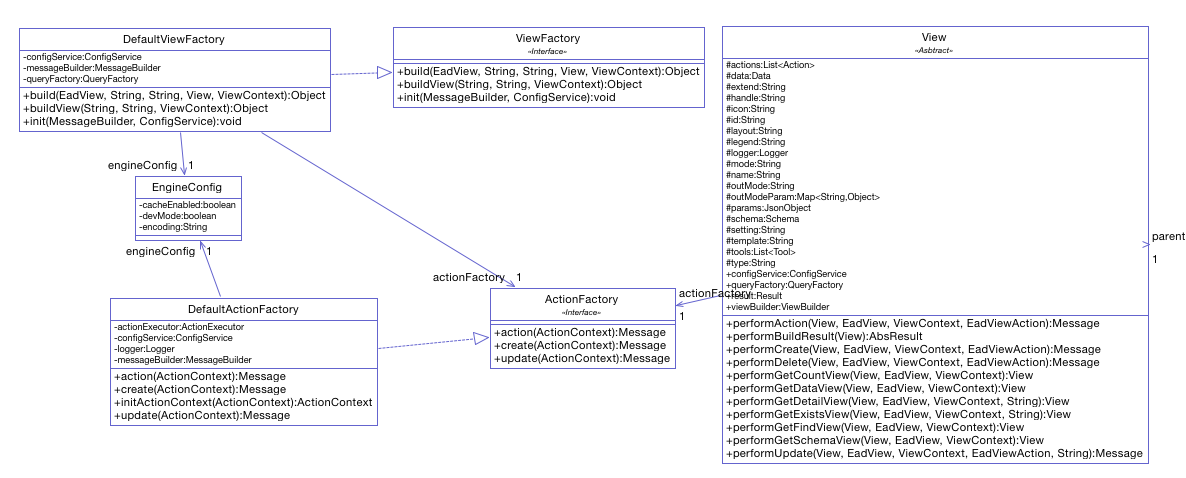 DefaultViewFactory
-configService:ConfigService
-messageBuilder:MessageBuilder
-queryFactory:QueryFactory
+build(EadView, String, String, View, ViewContext):Object
+buildView(String, String, ViewContext):Object
+init(MessageBuilder, ConfigService):void
ViewFactory
«Interface»
+build(EadView, String, String, View, ViewContext):Object
+buildView(String, String, ViewContext):Object
+init(MessageBuilder, ConfigService):void
View
«Asbtract»
#actions:List<Action>
#data:Data
#extend:String
#handle:String
#icon:String
#id:String
#layout:String
#legend:String
#logger:Logger
#mode:String
#name:String
#outMode:String
#outModeParam:Map<String,Object>
#params:JsonObject
#schema:Schema
#setting:String
#template:String
#tools:List<Tool>
#type:String
+configService:ConfigService
+queryFactory:QueryFactory
+result:Result
+viewBuilder:ViewBuilder
+performAction(View, EadView, ViewContext, EadViewAction):Message
+performBuildResult(View):AbsResult
+performCreate(View, EadView, ViewContext, EadViewAction):Message
+performDelete(View, EadView, ViewContext, EadViewAction):Message
+performGetCountView(View, EadView, ViewContext):View
+performGetDataView(View, EadView, ViewContext):View
+performGetDetailView(View, EadView, ViewContext, String):View
+performGetExistsView(View, EadView, ViewContext, String):View
+performGetFindView(View, EadView, ViewContext):View
+performGetSchemaView(View, EadView, ViewContext):View
+performUpdate(View, EadView, ViewContext, EadViewAction, String):Message
parent
1
engineConfig 1
EngineConfig
-cacheEnabled:boolean
-devMode:boolean
-encoding:String
engineConfig 1
actionFactory 1
actionFactory
1
DefaultActionFactory
-actionExecutor:ActionExecutor
-configService:ConfigService
-logger:Logger
-messageBuilder:MessageBuilder
+action(ActionContext):Message
+create(ActionContext):Message
+initActionContext(ActionContext):ActionContext
+update(ActionContext):Message
ActionFactory
«Interface»
+action(ActionContext):Message
+create(ActionContext):Message
+update(ActionContext):Message